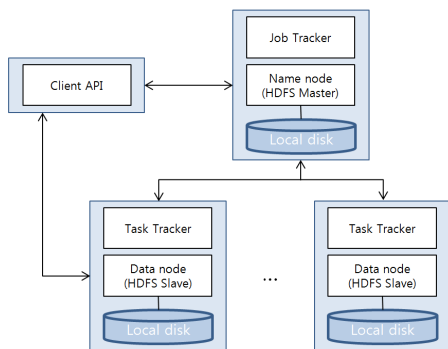 Job Tracker
Client API
Name node
(HDFS Master)
Local disk
Task Tracker
Data node
(HDFS Slave)
Local disk
...
Task Tracker
Data node
(HDFS Slave)
Local disk